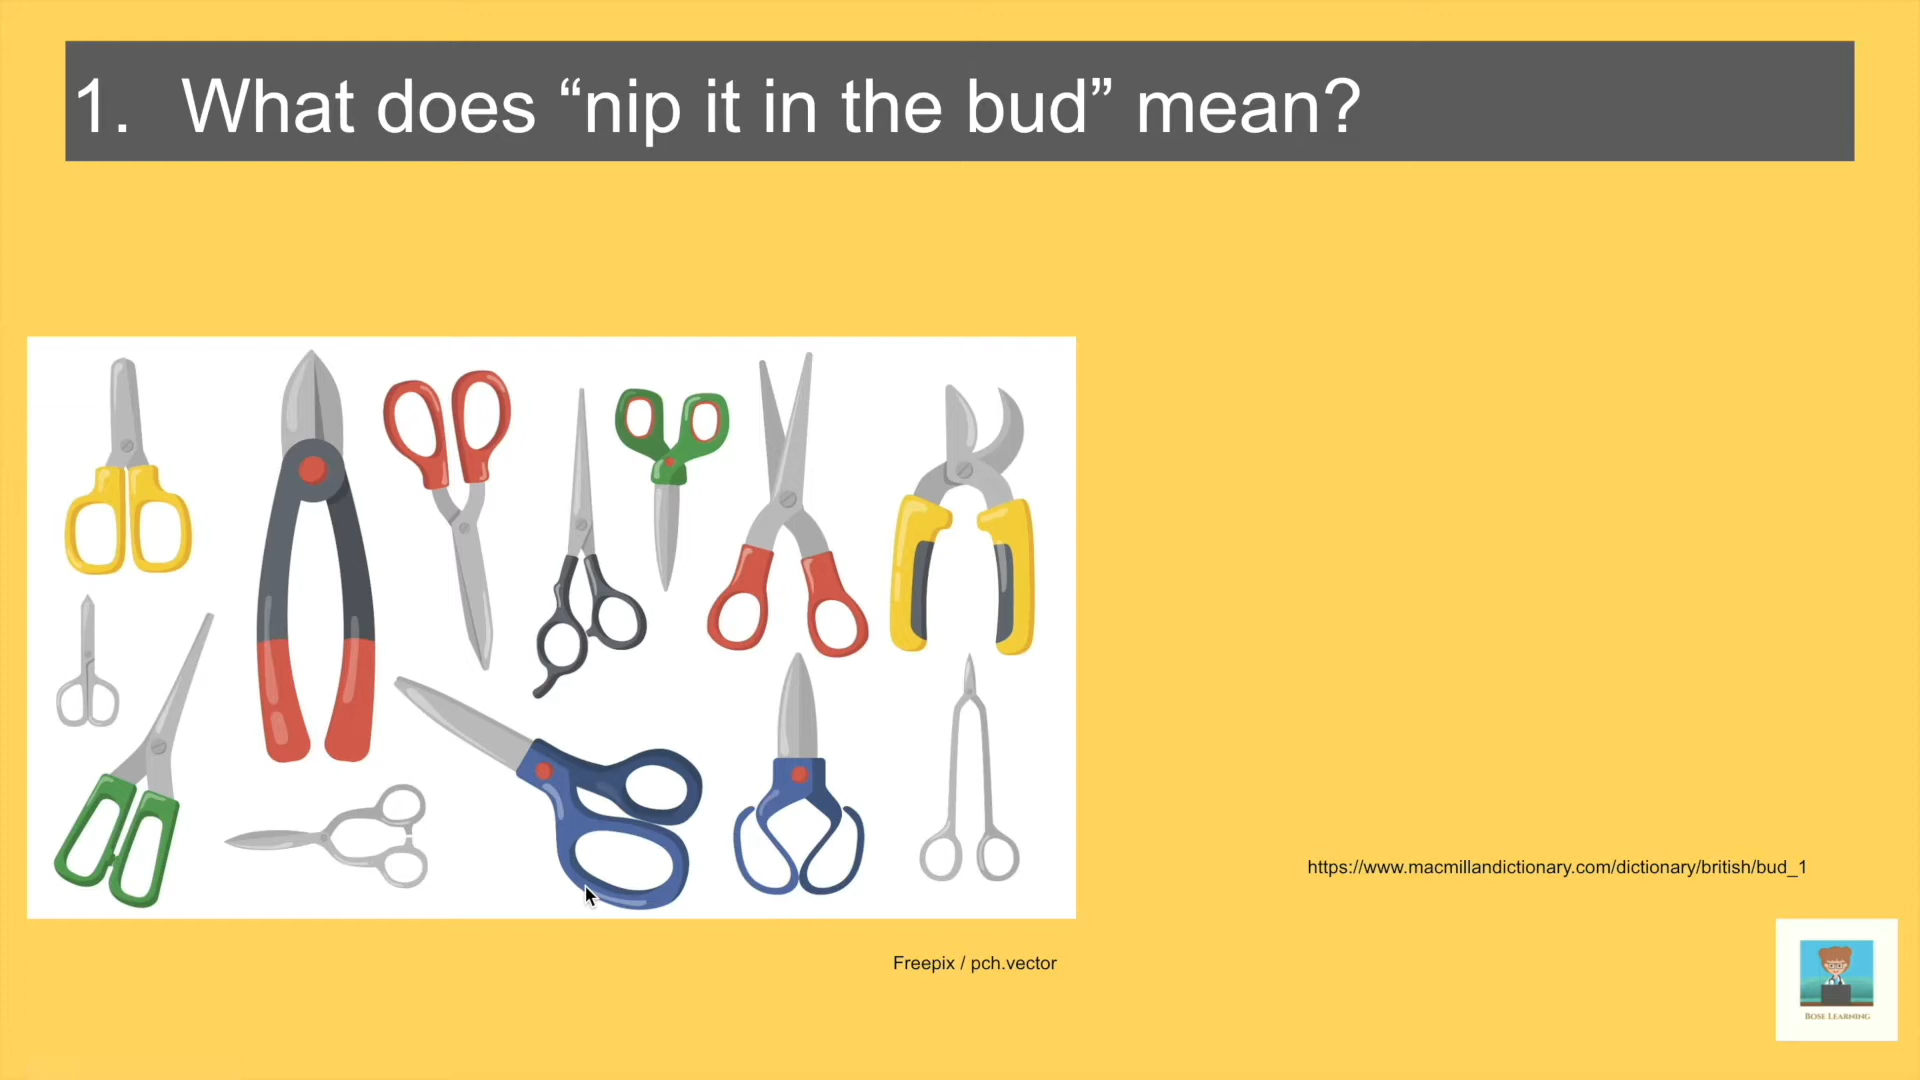 1. What does “nip it in the bud” mean?
https://www.macmillandictionary.com/dictionary/british/bud_1
Freepix / pch.vector
BOSE LEARNING